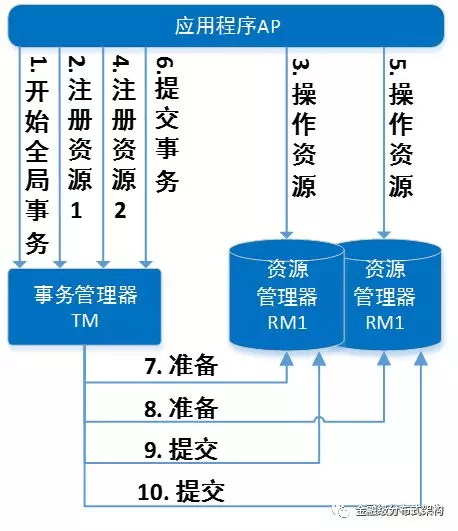 应用程序AP
1.开始全局事务
2.注册资源1
4.注册资源2
6.提交事务
3.操作资源
5.操作资源
事务管理器
TM
资源
管理器
RM1
资源
管理器
RM1
7. 准备
8. 准备
9. 提交
10. 提交
金融级分布式架构